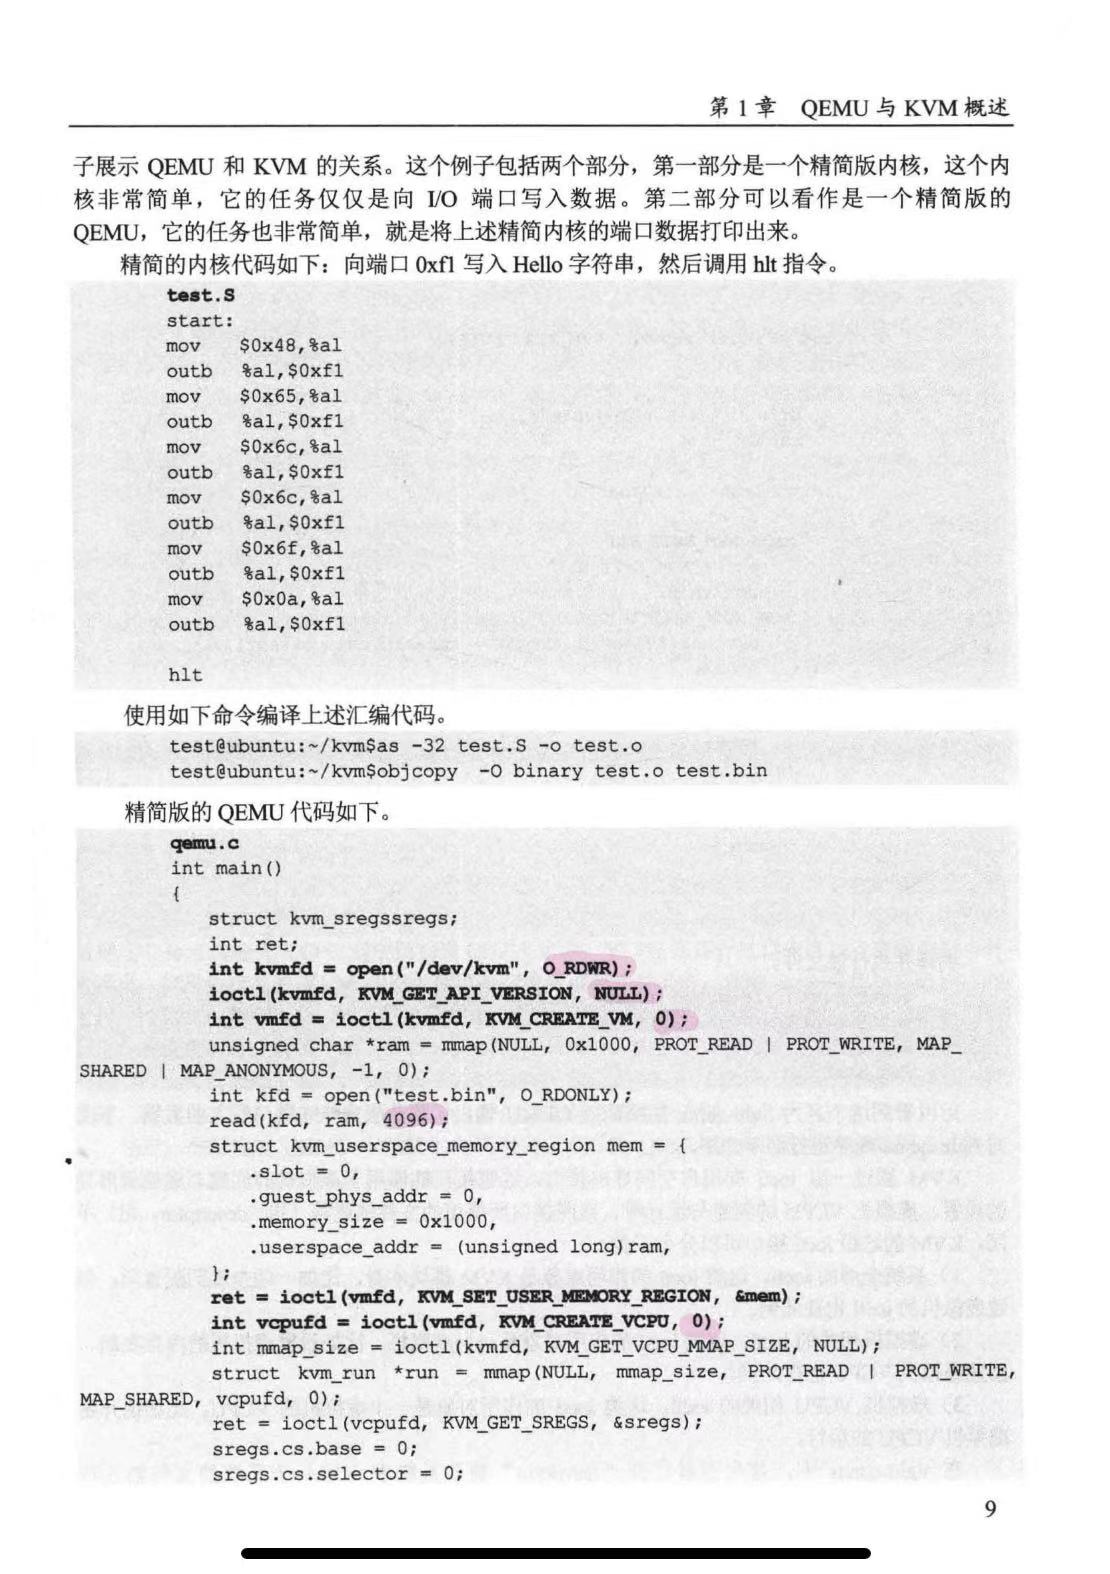 第 1 章 QEMU 与 KVM 概述
子展示 QEMU 和 KVM 的关系。这个例子包括两个部分，第一部分是一个精简版内核，这个内
核非常简单，它的任务仅仅是向 I/O 端口写入数据。第二部分可以看作是一个精简版的
QEMU，它的任务也非常简单，就是将上述精简内核的端口数据打印出来。
精简的内核代码如下：向端口 0xf1 写入 Hello 字符串，然后调用 hlt 指令。
test.S
start:
mov $0x48,%al
outb %al,$0xf1
mov $0x65,%al
outb %al,$0xf1
mov $0x6c,%al
outb %al,$0xf1
mov $0x6c,%al
outb %al,$0xf1
mov $0x6f,%al
outb %al,$0xf1
mov $0x0a,%al
outb %al,$0xf1
hlt
使用如下命令编译上述汇编代码。
test@ubuntu:~/kvm$as -32 test.S -o test.o
test@ubuntu:~/kvm$objcopy -O binary test.o test.bin
精简版的 QEMU 代码如下。
qemu.c
int main()
{
struct kvm_sregssregs;
int ret;
int kvmfd = open("/dev/kvm", O_RDWR);
ioctl(kvmfd, KVM_GET_API_VERSION, NULL);
int vmfd = ioctl(kvmfd, KVM_CREATE_VM, 0);
unsigned char *ram = mmap(NULL, 0x1000, PROT_READ | PROT_WRITE, MAP_
SHARED | MAP_ANONYMOUS, -1, 0);
int kfd = open("test.bin", O_RDONLY);
read(kfd, ram, 4096);
struct kvm_userspace_memory_region mem = {
.slot = 0,
.guest_phys_addr = 0,
.memory_size = 0x1000,
.userspace_addr = (unsigned long)ram,
};
ret = ioctl(vmfd, KVM_SET_USER_MEMORY_REGION, &mem);
int vcpufd = ioctl(vmfd, KVM_CREATE_VCPU, 0);
int mmap_size = ioctl(kvmfd, KVM_GET_VCPU_MMAP_SIZE, NULL);
struct kvm_run *run = mmap(NULL, mmap_size, PROT_READ | PROT_WRITE,
MAP_SHARED, vcpufd, 0);
ret = ioctl(vcpufd, KVM_GET_SREGS, &sregs);
sregs.cs.base = 0;
sregs.cs.selector = 0;
9